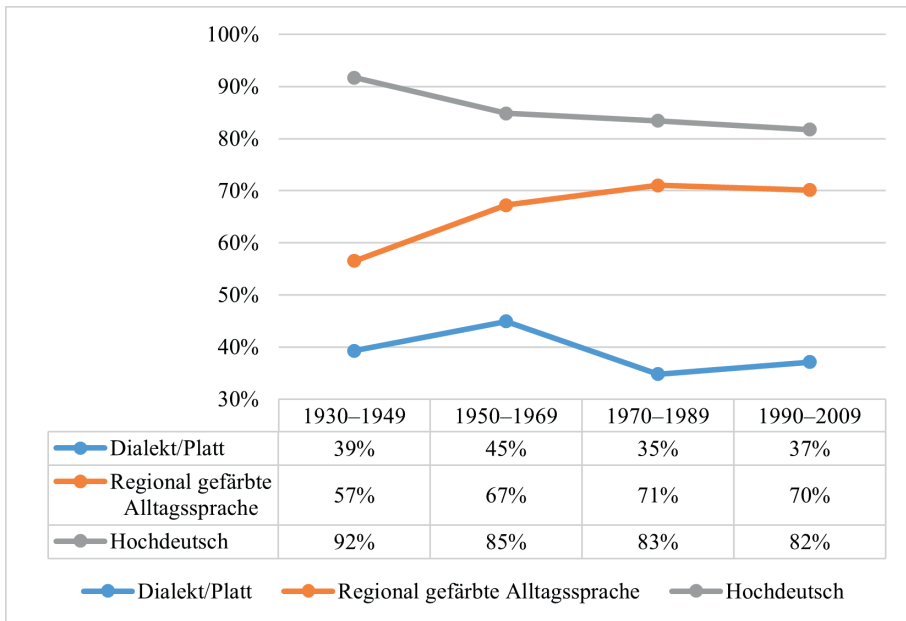 100%
90%
80%
70%
60%
50%
40%
30%
1930–1949 1950–1969 1970–1989 1990–2009
Dialekt/Platt 39% 45% 35% 37%
Regional gefärbte
Alltagssprache 57% 67% 71% 70%
Hochdeutsch 92% 85% 83% 82%
Dialekt/Platt Regional gefärbte Alltagssprache Hochdeutsch